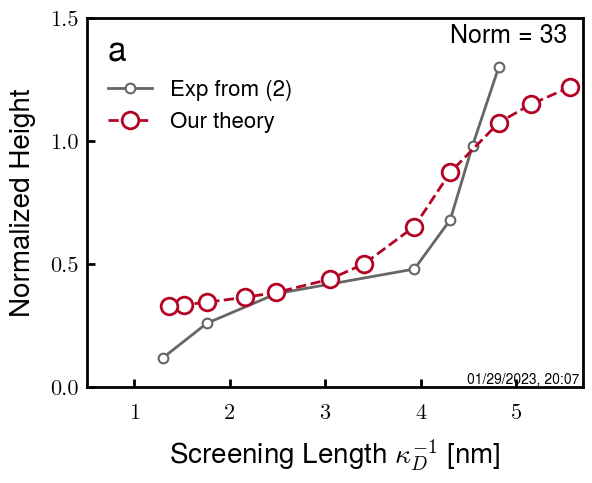 Norm = 33
a
Exp from (2)
Our theory
Normalized Height
1.5
1.0
0.5
0.0
01/29/2023, 20:07
1 2 3 4 5
Screening Length κ_D^{-1} [nm]